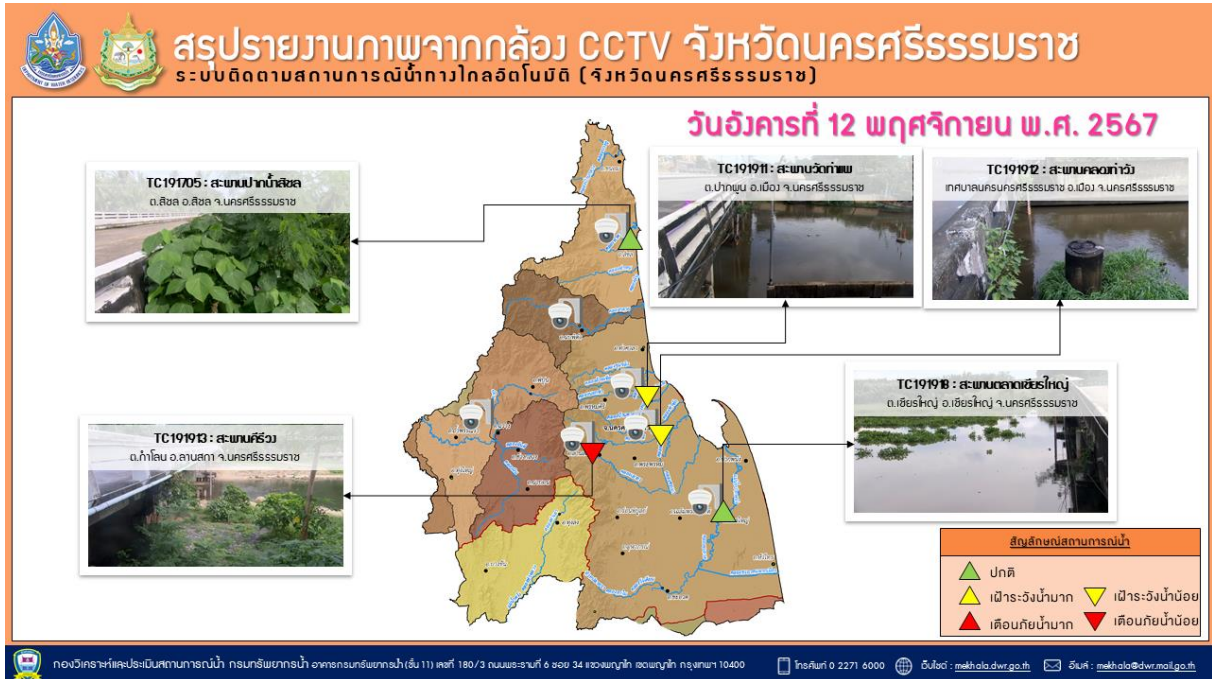 สรุปรายงานภาพจากกล้อง CCTV จังหวัดนครศรีธรรมราช
ระบบติดตามสถานการณ์น้ำทางไกลอัตโนมัติ (จังหวัดนครศรีธรรมราช)
วันอังคารที่ 12 พฤศจิกายน พ.ศ. 2567
TC191705 : สะพานปากน้ำสิชล
ต.สิชล อ.สิชล จ.นครศรีธรรมราช
TC191911 : สะพานวัดท่าแพ
ต.ปากพูน อ.เมือง จ.นครศรีธรรมราช
TC191912 : สะพานคลองท่าวัง
เทศบาลนครนครศรีธรรมราช อ.เมือง จ.นครศรีธรรมราช
TC191918 : สะพานตลาดเชียรใหญ่
ต.เชียรใหญ่ อ.เชียรใหญ่ จ.นครศรีธรรมราช
TC191913 : สะพานคีรีวง
ต.กำโลน อ.ลานสกา จ.นครศรีธรรมราช
สัญลักษณ์สถานการณ์น้ำ
ปกติ
เฝ้าระวังน้ำมาก เฝ้าระวังน้ำน้อย
เตือนภัยน้ำมาก เตือนภัยน้ำน้อย
กองวิเคราะห์และประเมินสถานการณ์น้ำ กรมทรัพยากรน้ำ อาคารกรมทรัพยากรน้ำ (ชั้น 11) เลขที่ 180/3 ถนนพระรามที่ 6 ซอย 34 แขวงพญาไท เขตพญาไท กรุงเทพฯ 10400 โทรศัพท์ 0 2271 6000 เว็บไซต์ : mekhala.dwr.go.th อีเมล์ : mekhala@dwr.mail.go.th